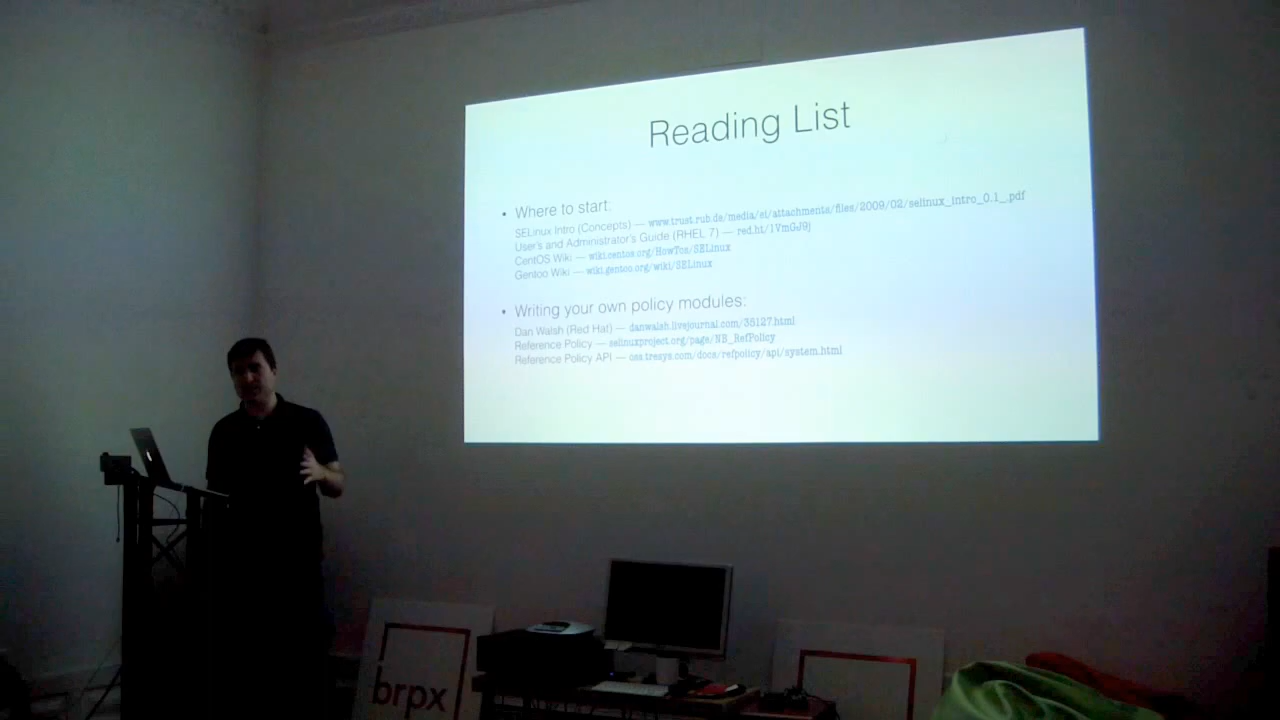 Reading List
• Where to start:
SELinux Intro (Concepts) — www.trust.rub.de/media/ei/attachments/files/2009/02/selinux_intro_0.1_.pdf
User's and Administrator's Guide (RHEL 7) — red.ht/1VmGJ9j
CentOS Wiki — wiki.centos.org/HowTos/SELinux
Gentoo Wiki — wiki.gentoo.org/wiki/SELinux
• Writing your own policy modules:
Dan Walsh (Red Hat) — danwalsh.livejournal.com/35127.html
Reference Policy — selinuxproject.org/page/NB_RefPolicy
Reference Policy API — oss.tresys.com/docs/refpolicy/api/system.html
brpx